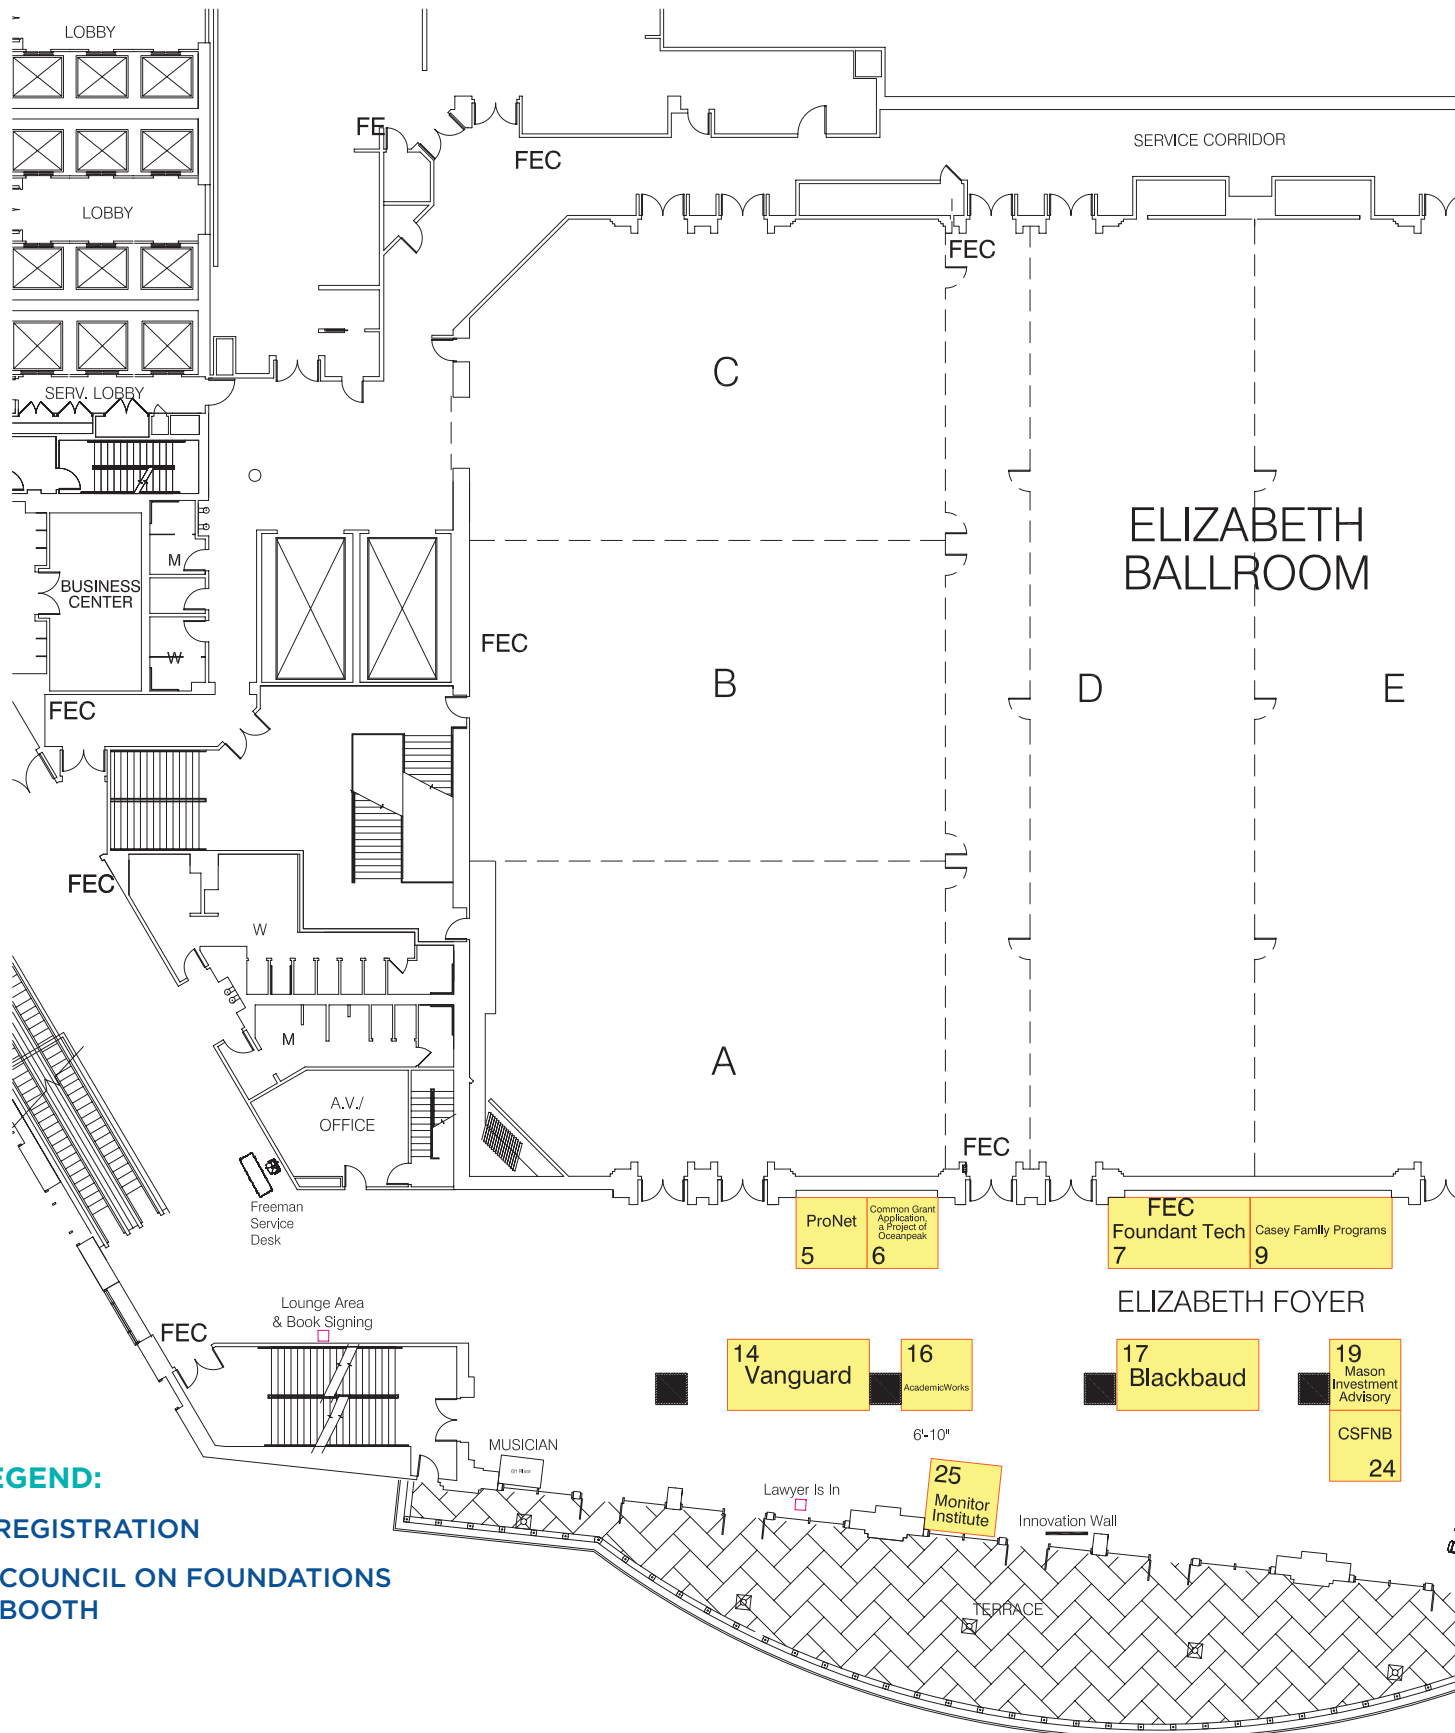 LOBBY
FE
FEC
SERVICE CORRIDOR
LOBBY
FEC
C
SERV. LOBBY
ELIZABETH
BALLROOM
M
BUSINESS
CENTER
FEC
W
B
D
E
FEC
FEC
W
M
A
A.V./
OFFICE
FEC
Freeman
Service
Desk
ProNet
5
Common Grant
Application,
a Project of
Oceanpeak
6
FEC
Foundant Tech
7
Casey Family Programs
9
ELIZABETH FOYER
Lounge Area
& Book Signing
FEC
14
Vanguard
16
AcademicWorks
17
Blackbaud
19
Mason
Investment
Advisory
CSFNB
24
6'-10"
MUSICIAN
25
Monitor
Institute
Lawyer Is In
Innovation Wall
TERRACE
EGEND:
REGISTRATION
COUNCIL ON FOUNDATIONS
BOOTH